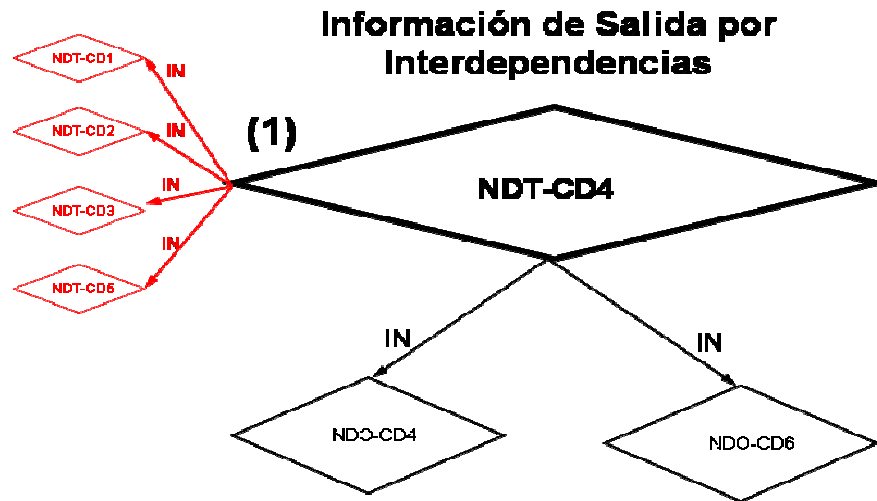 Información de Salida por
Interdependencias
NDT-CD1
IN
NDT-CD2
IN
(1)
IN
NDT-CD3
IN
NDT-CD5
NDT-CD4
IN
IN
NDO-CD4
NDO-CD6